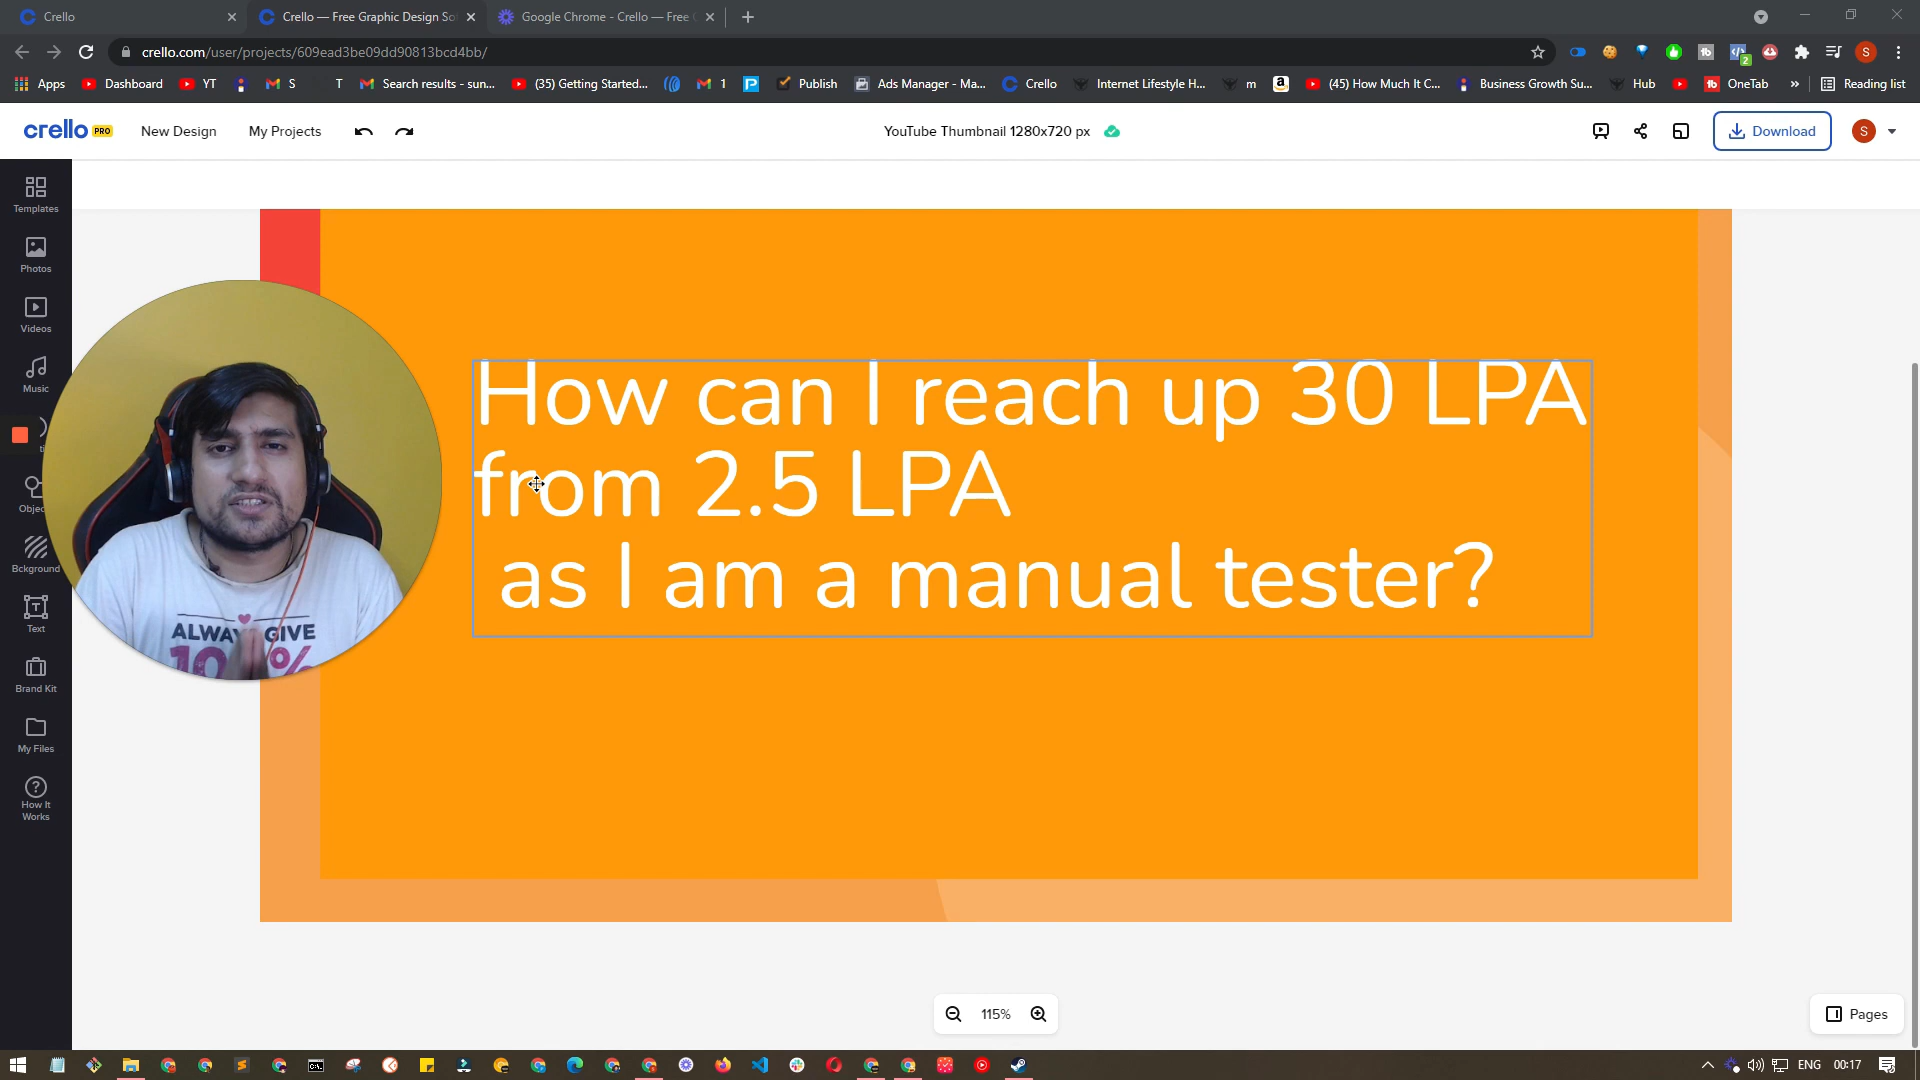 Crello
Crello — Free Graphic Design So
Google Chrome - Crello — Free
crello.com/user/projects/609ead3be09dd90813bcd4bb/
Apps
Dashboard
YT
S
T
Search results - sun...
(35) Getting Started...
1
Publish
Ads Manager - Ma...
Crello
Internet Lifestyle H...
m
(45) How Much It C...
Business Growth Su...
Hub
OneTab
»
Reading list
crello PRO
New Design
My Projects
YouTube Thumbnail 1280x720 px
Download
S
Templates
Photos
Videos
Music
Objec
Bckground
Text
Brand Kit
My Files
How It
Works
How can I reach up 30 LPA
from 2.5 LPA
as I am a manual tester?
ALWAY GIVE
10 %
115%
Pages
ENG
00:17